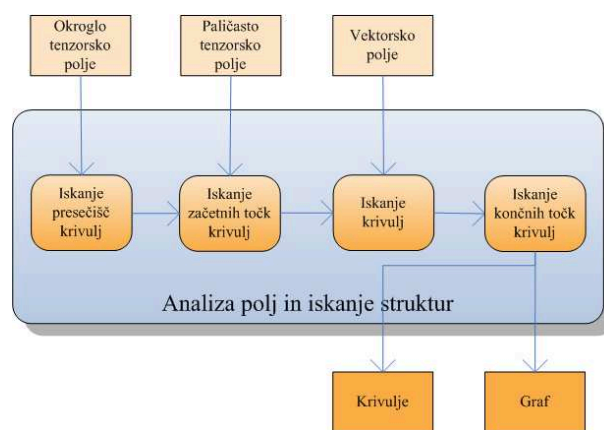 Okroglo
tenzorsko
polje
Paličasto
tenzorsko
polje
Vektorsko
polje
Iskanje
presečišč
krivulj
Iskanje
začetnih točk
krivulj
Iskanje
krivulj
Iskanje
končnih točk
krivulj
Analiza polj in iskanje struktur
Krivulje
Graf